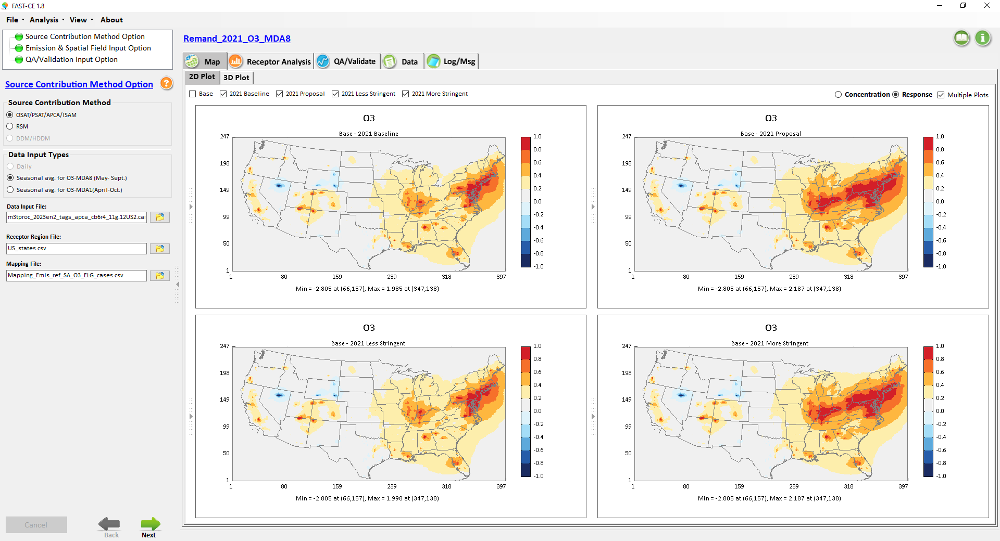 FAST-CE 1.8
File Analysis View About
Source Contribution Method Option
Emission & Spatial Field Input Option
QA/Validation Input Option
Source Contribution Method Option
Source Contribution Method
OSAT/PSAT/APCA/ISAM
RSM
DDM/HDDM
Data Input Types
Daily
Seasonal avg. for O3-MDA8 (May- Sept.)
Seasonal avg. for O3-MDA1(April-Oct.)
Data Input File:
m3tproc_2023en2_tags_apca_cb6r4_11g.12US2.ca
Receptor Region File:
US_states.csv
Mapping File:
Mapping_Emis_ref_SA_O3_ELG_cases.csv
Cancel
Back
Next
Remand_2021_O3_MDA8
Map Receptor Analysis QA/Validate Data Log/Msg
2D Plot 3D Plot
Base 2021 Baseline 2021 Proposal 2021 Less Stringent 2021 More Stringent
Concentration Response Multiple Plots
O3
Base - 2021 Baseline
247
198
149
99
50
1
1 80 159 239 318 397
1.0
0.8
0.6
0.4
0.2
0.0
-0.2
-0.4
-0.6
-0.8
-1.0
Min = -2.805 at (66,157), Max = 1.985 at (347,138)
O3
Base - 2021 Proposal
247
198
149
99
50
1
1 80 159 239 318 397
1.0
0.8
0.6
0.4
0.2
0.0
-0.2
-0.4
-0.6
-0.8
-1.0
Min = -2.805 at (66,157), Max = 2.187 at (347,138)
O3
Base - 2021 Less Stringent
247
198
149
99
50
1
1 80 159 239 318 397
1.0
0.8
0.6
0.4
0.2
0.0
-0.2
-0.4
-0.6
-0.8
-1.0
Min = -2.805 at (66,157), Max = 1.998 at (347,138)
O3
Base - 2021 More Stringent
247
198
149
99
50
1
1 80 159 239 318 397
1.0
0.8
0.6
0.4
0.2
0.0
-0.2
-0.4
-0.6
-0.8
-1.0
Min = -2.805 at (66,157), Max = 2.187 at (347,138)